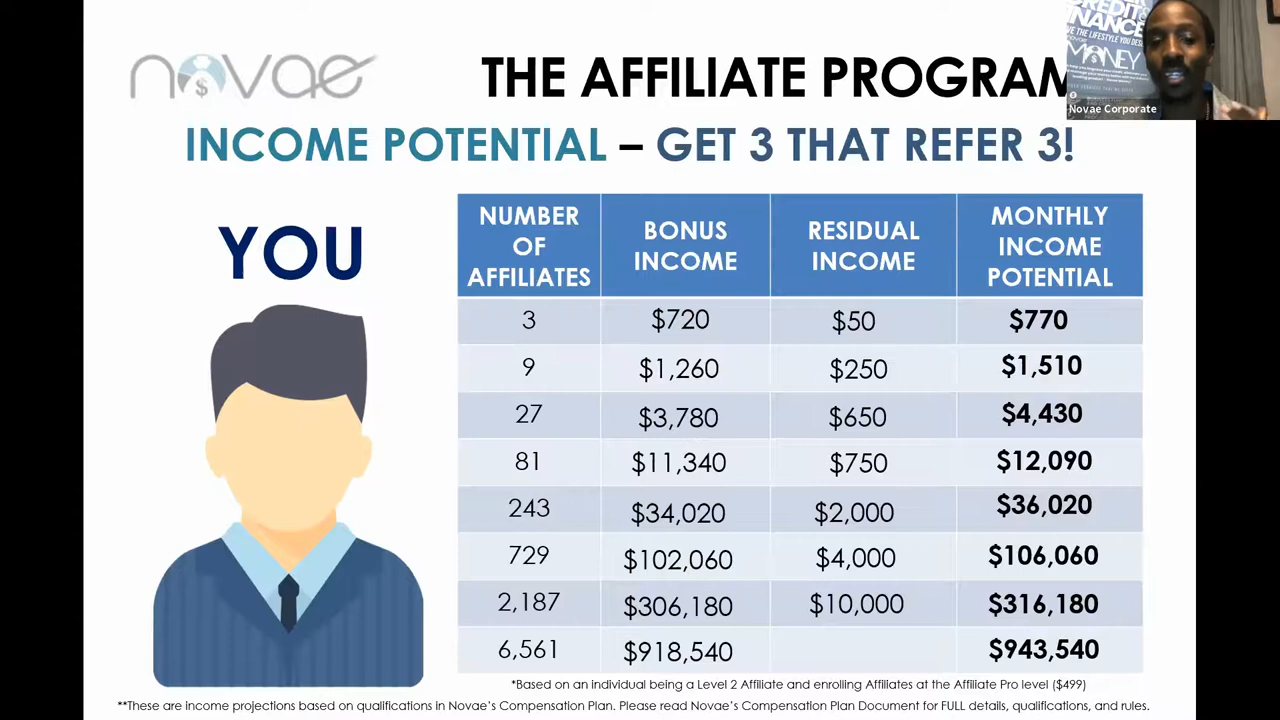 novae
THE AFFILIATE PROGRAM
CREDIT &
FINANCE
MONEY
Novae Corporate
INCOME POTENTIAL – GET 3 THAT REFER 3!
YOU
NUMBER OF AFFILIATES BONUS INCOME RESIDUAL INCOME MONTHLY INCOME POTENTIAL
3 $720 $50 $770
9 $1,260 $250 $1,510
27 $3,780 $650 $4,430
81 $11,340 $750 $12,090
243 $34,020 $2,000 $36,020
729 $102,060 $4,000 $106,060
2,187 $306,180 $10,000 $316,180
6,561 $918,540 $943,540
*Based on an individual being a Level 2 Affiliate and enrolling Affiliates at the Affiliate Pro level ($499)
**These are income projections based on qualifications in Novae's Compensation Plan. Please read Novae's Compensation Plan Document for FULL details, qualifications, and rules.